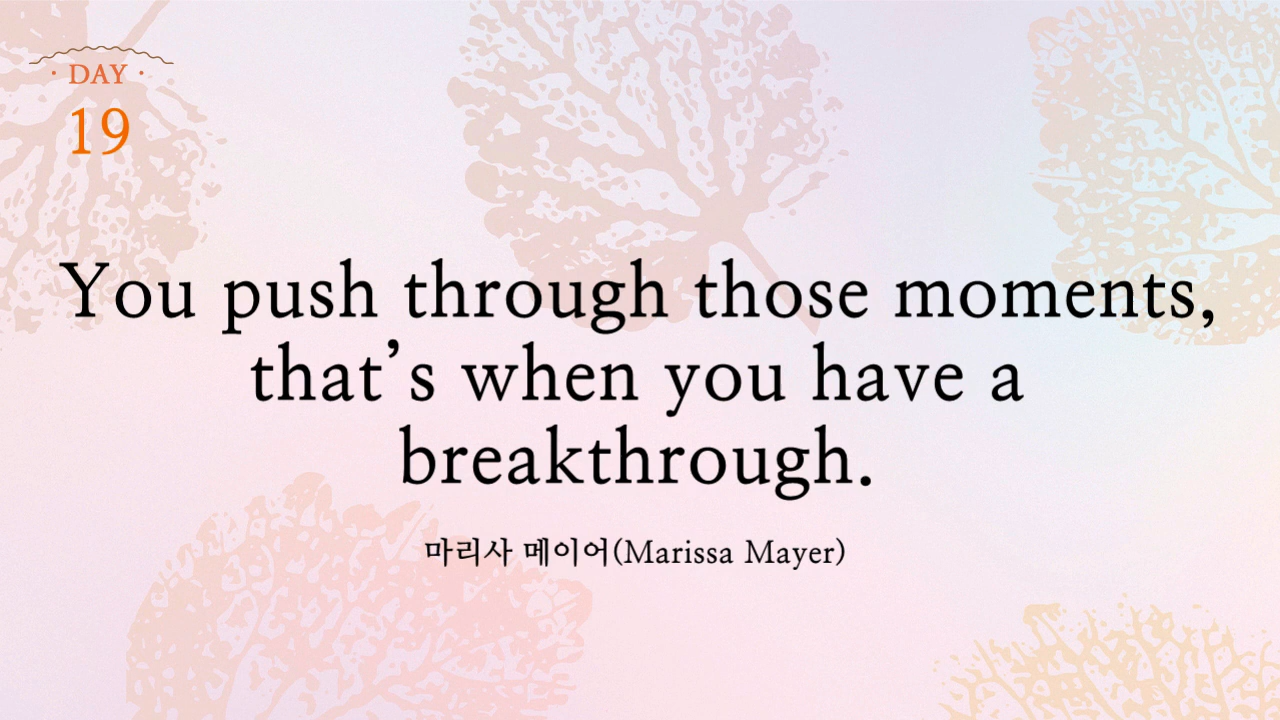 · DAY ·
19
You push through those moments,
that’s when you have a
breakthrough.
마리사 메이어(Marissa Mayer)